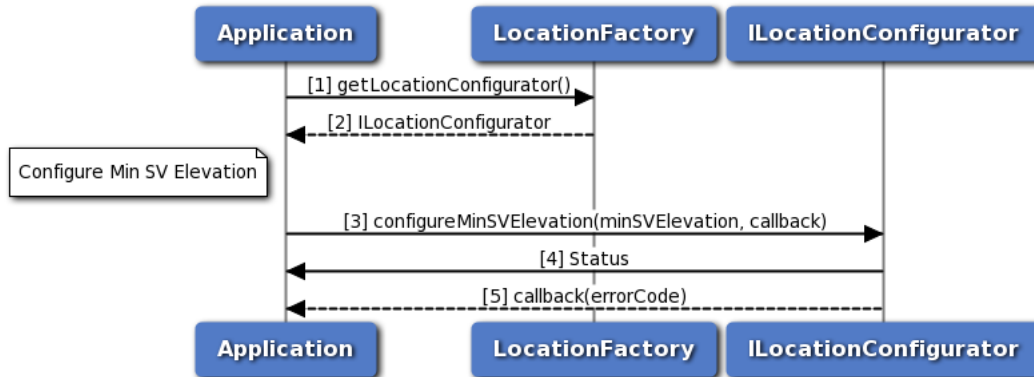 Application
LocationFactory
ILocationConfigurator
[1] getLocationConfigurator()
[2] ILocationConfigurator
Configure Min SV Elevation
[3] configureMinSVElevation(minSVElevation, callback)
[4] Status
[5] callback(errorCode)
Application
LocationFactory
ILocationConfigurator